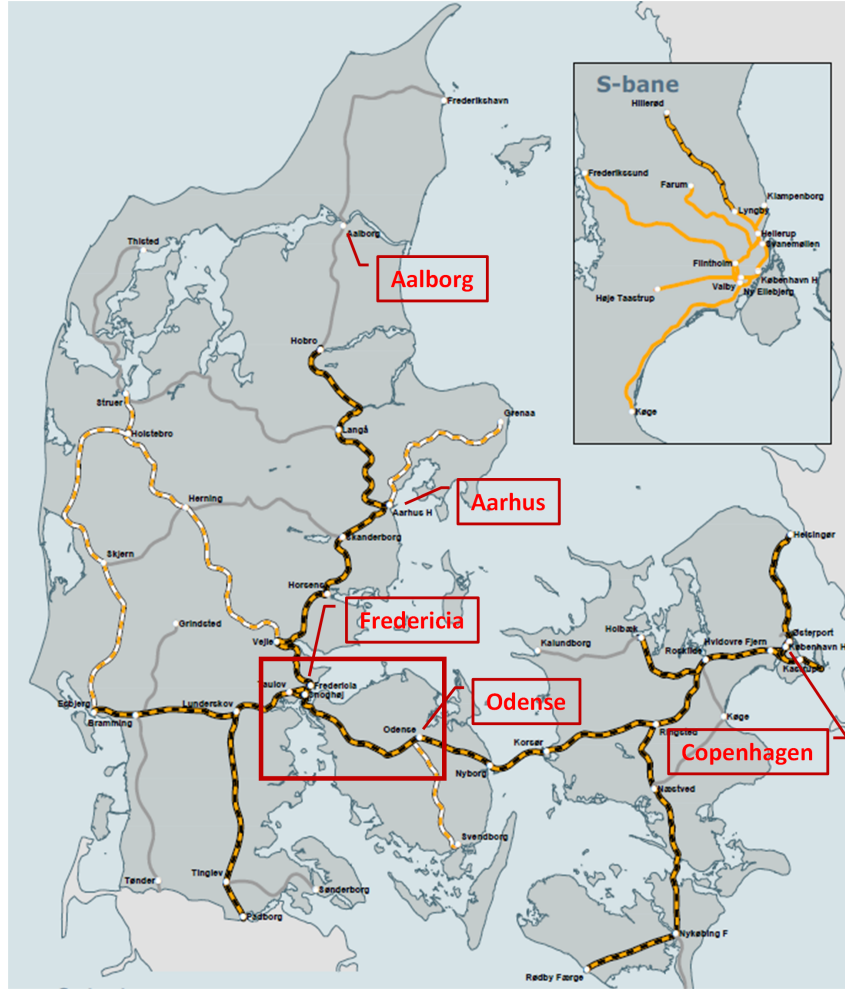 S-bane
Hillerød
Frederikssund
Farum
Klampenborg
Lyngby
Hellerup
Svanemøllen
Flintholm
København H
Høje Taastrup
Valby
Ny Ellebjerg
Køge
Frederikshavn
Aalborg
Aalborg
Thisted
Hobro
Struer
Grenaa
Langå
Holstebro
Herning
Aarhus H
Aarhus
Skanderborg
Skjern
Helsingør
Horsens
Fredericia
Grindsted
Vejle
Holbæk
Kalundborg
Hvidovre Fjern
Østerport
København H
Roskilde
Kastrup
Taulov
Fredericia
Snoghøj
Odense
Esbjerg
Bramming
Lunderskov
Køge
Odense
Ringsted
Korsør
Copenhagen
Nyborg
Næstved
Svendborg
Tønder
Tinglev
Sønderborg
Padborg
Nykøbing F
Rødby Færge